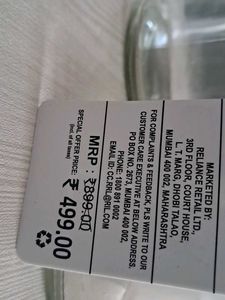 MARKETED BY:
RELIANCE RETAIL LTD.,
3RD FLOOR, COURT HOUSE,
L. T. MARG, DHOBI TALAO,
MUMBAI 400 002, MAHARASHTRA
FOR COMPLAINTS & FEEDBACK, PLS WRITE TO OUR
CUSTOMER CARE EXECUTIVE AT BELOW ADDRESS,
PO BOX NO. 2673, MUMBAI 400 002,
PHONE: 1800 891 0002
EMAIL ID: CC.RRL@RIL.COM
MRP : ₹899.00
SPECIAL OFFER PRICE: ₹ 499.00
(Incl. of all taxes)